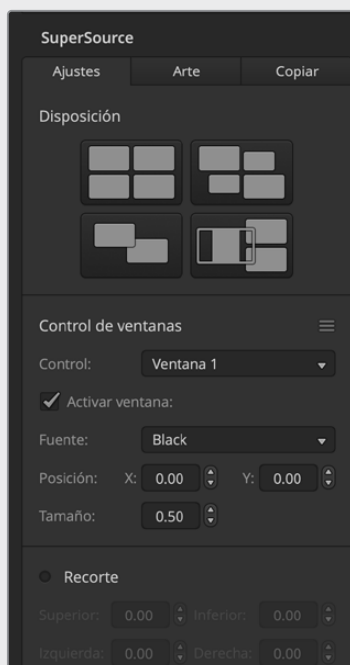 SuperSource
Ajustes Arte Copiar
Disposición
Control de ventanas
Control: Ventana 1
Activar ventana:
Fuente: Black
Posición: X: 0.00 Y: 0.00
Tamaño: 0.50
Recorte
Superior: 0.00 Inferior: 0.00
Izquierda: 0.00 Derecha: 0.00